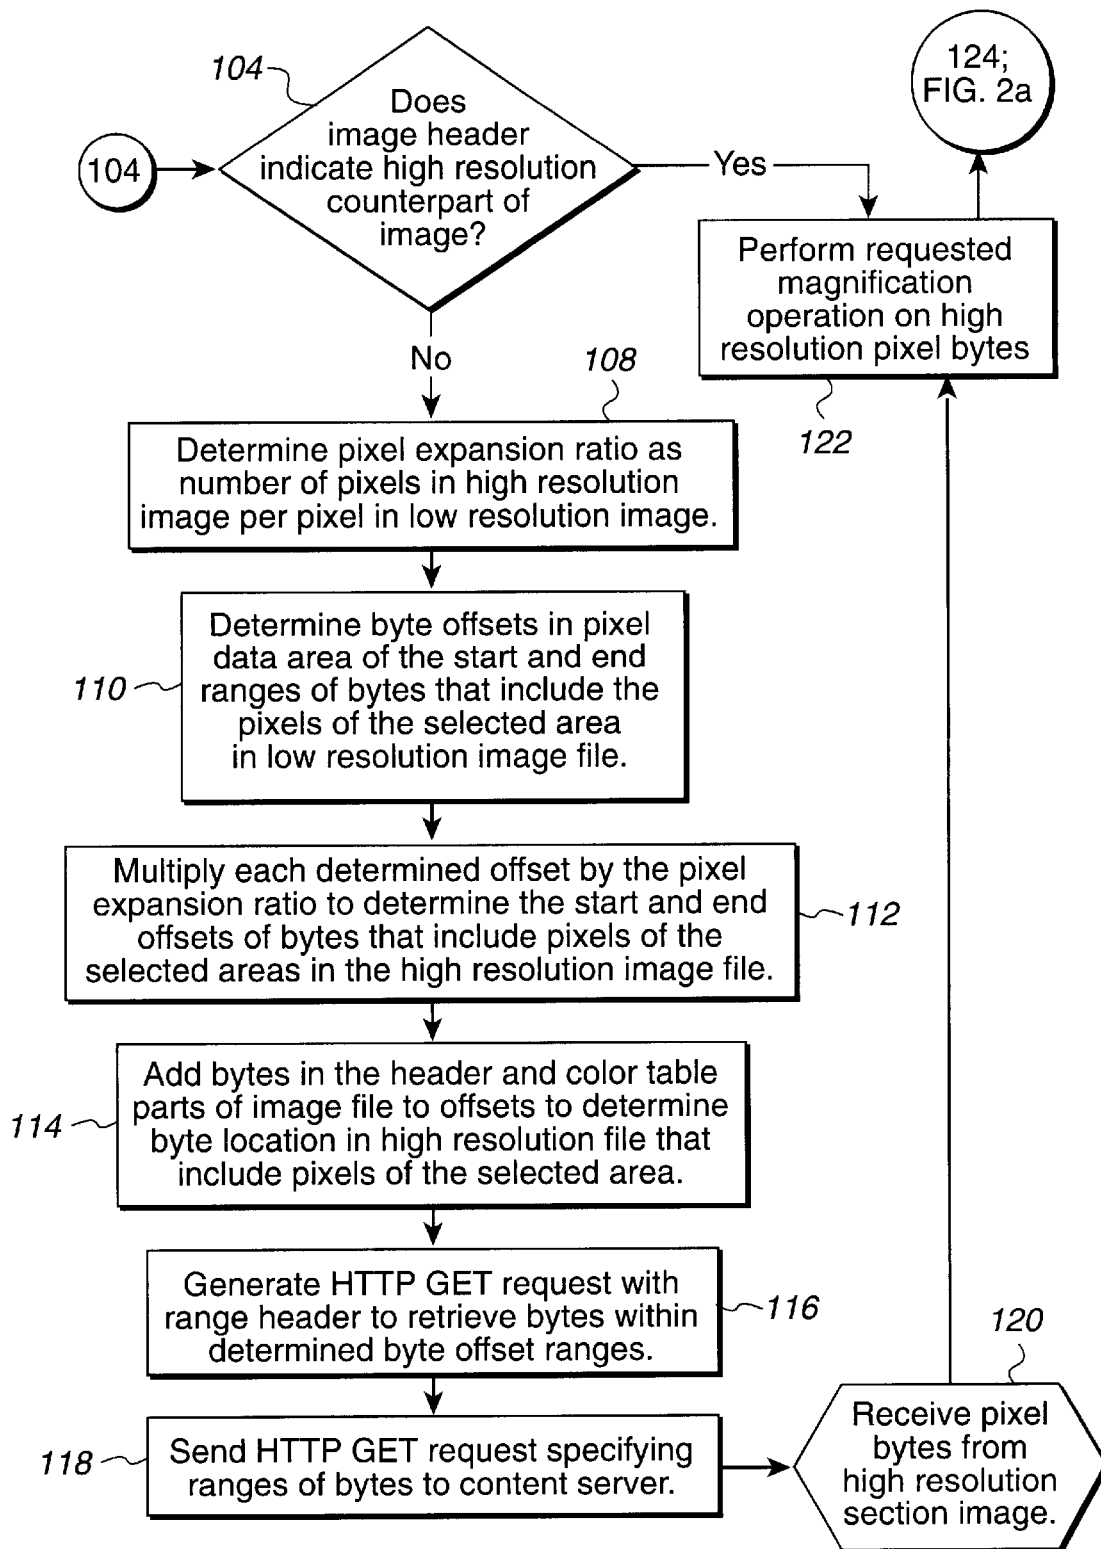 104
104
Does
image header
indicate high resolution
counterpart of
image?
Yes
124;
FIG. 2a
Perform requested
magnification
operation on high
resolution pixel bytes
122
No
108
Determine pixel expansion ratio as
number of pixels in high resolution
image per pixel in low resolution image.
110
Determine byte offsets in pixel
data area of the start and end
ranges of bytes that include the
pixels of the selected area
in low resolution image file.
Multiply each determined offset by the pixel
expansion ratio to determine the start and end
offsets of bytes that include pixels of the
selected areas in the high resolution image file.
112
114
Add bytes in the header and color table
parts of image file to offsets to determine
byte location in high resolution file that
include pixels of the selected area.
Generate HTTP GET request with
range header to retrieve bytes within
determined byte offset ranges.
116
118
Send HTTP GET request specifying
ranges of bytes to content server.
120
Receive pixel
bytes from
high resolution
section image.